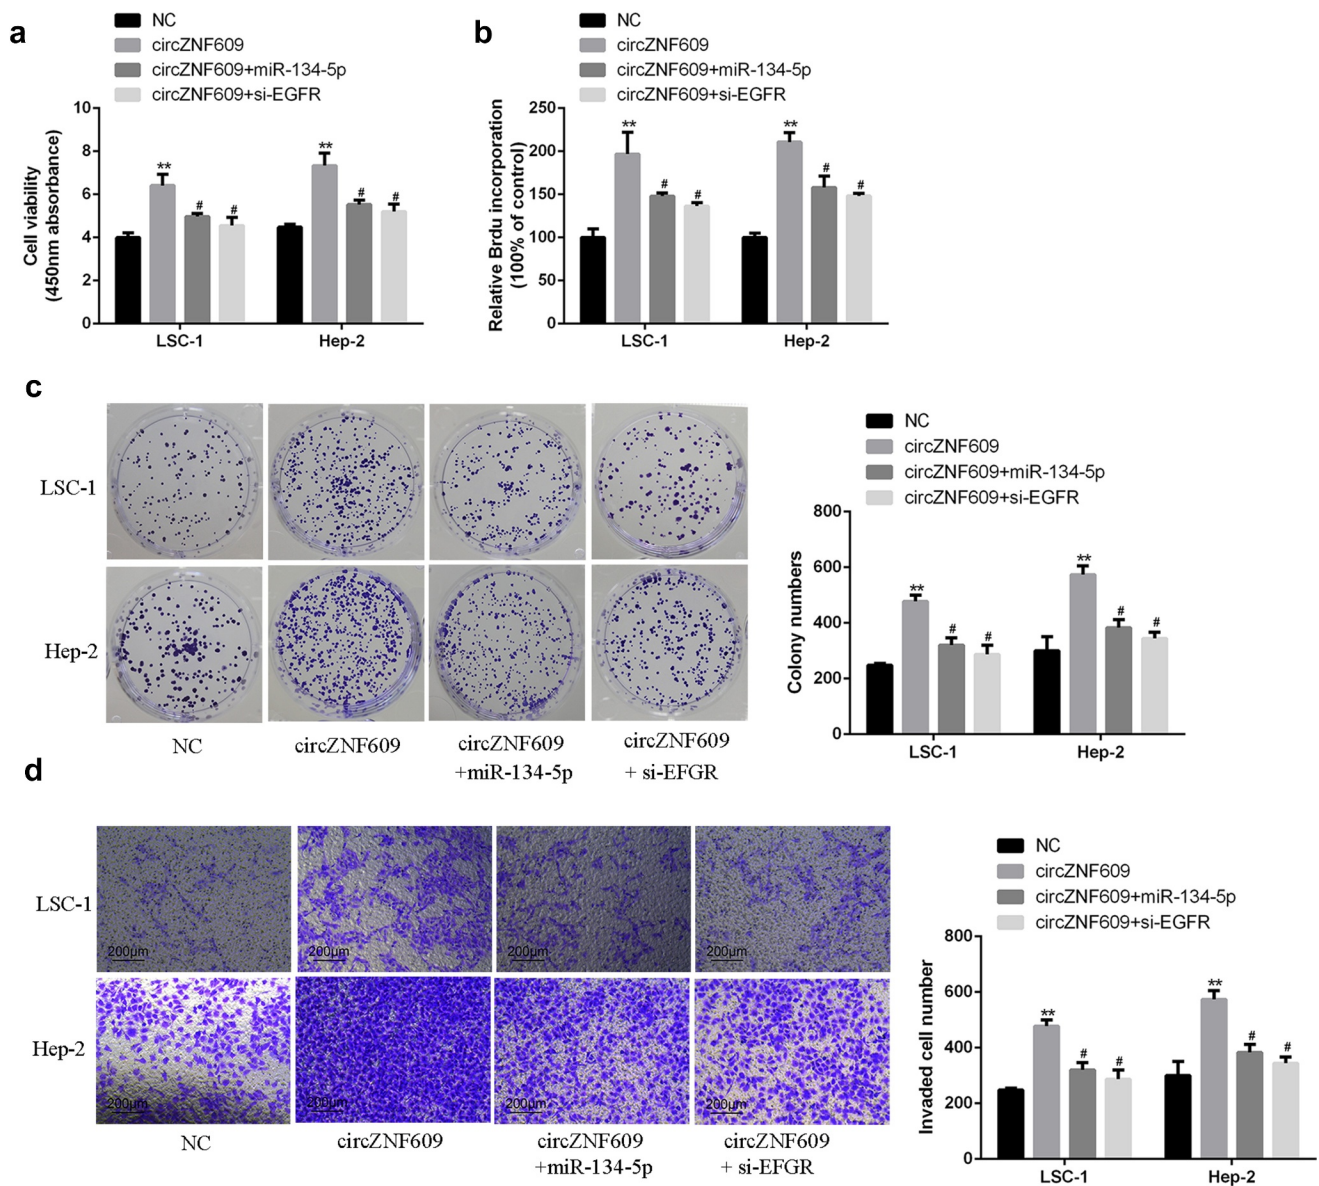 a
NC
circZNF609
circZNF609+miR-134-5p
circZNF609+si-EGFR
Cell viability
(450nm absorbance)
10
8
6
4
2
0
**
#
#
**
#
#
LSC-1
Hep-2
b
NC
circZNF609
circZNF609+miR-134-5p
circZNF609+si-EGFR
Relative Brdu incorporation
(100% of control)
250
200
150
100
50
0
**
#
#
**
#
#
LSC-1
Hep-2
c
LSC-1
Hep-2
NC
circZNF609
circZNF609
+miR-134-5p
circZNF609
+ si-EFGR
NC
circZNF609
circZNF609+miR-134-5p
circZNF609+si-EGFR
Colony numbers
800
600
400
200
0
**
#
#
**
#
#
LSC-1
Hep-2
d
LSC-1
200μm
200μm
200μm
200μm
Hep-2
200μm
200μm
200μm
200μm
NC
circZNF609
circZNF609
+miR-134-5p
circZNF609
+ si-EFGR
NC
circZNF609
circZNF609+miR-134-5p
circZNF609+si-EGFR
Invaded cell number
800
600
400
200
0
**
#
#
**
#
#
LSC-1
Hep-2